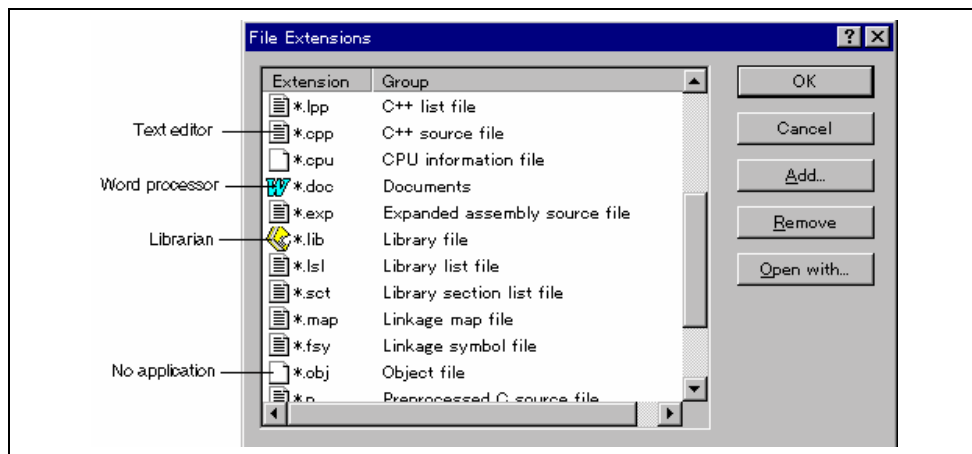 File Extensions
Extension Group
*.lpp C++ list file
Text editor *.cpp C++ source file
*.cpu CPU information file
Word processor *.doc Documents
*.exp Expanded assembly source file
Librarian *.lib Library file
*.lsl Library list file
*.sct Library section list file
*.map Linkage map file
*.fsy Linkage symbol file
No application *.obj Object file
*.p Preprocessed C source file
OK
Cancel
Add...
Remove
Open with...